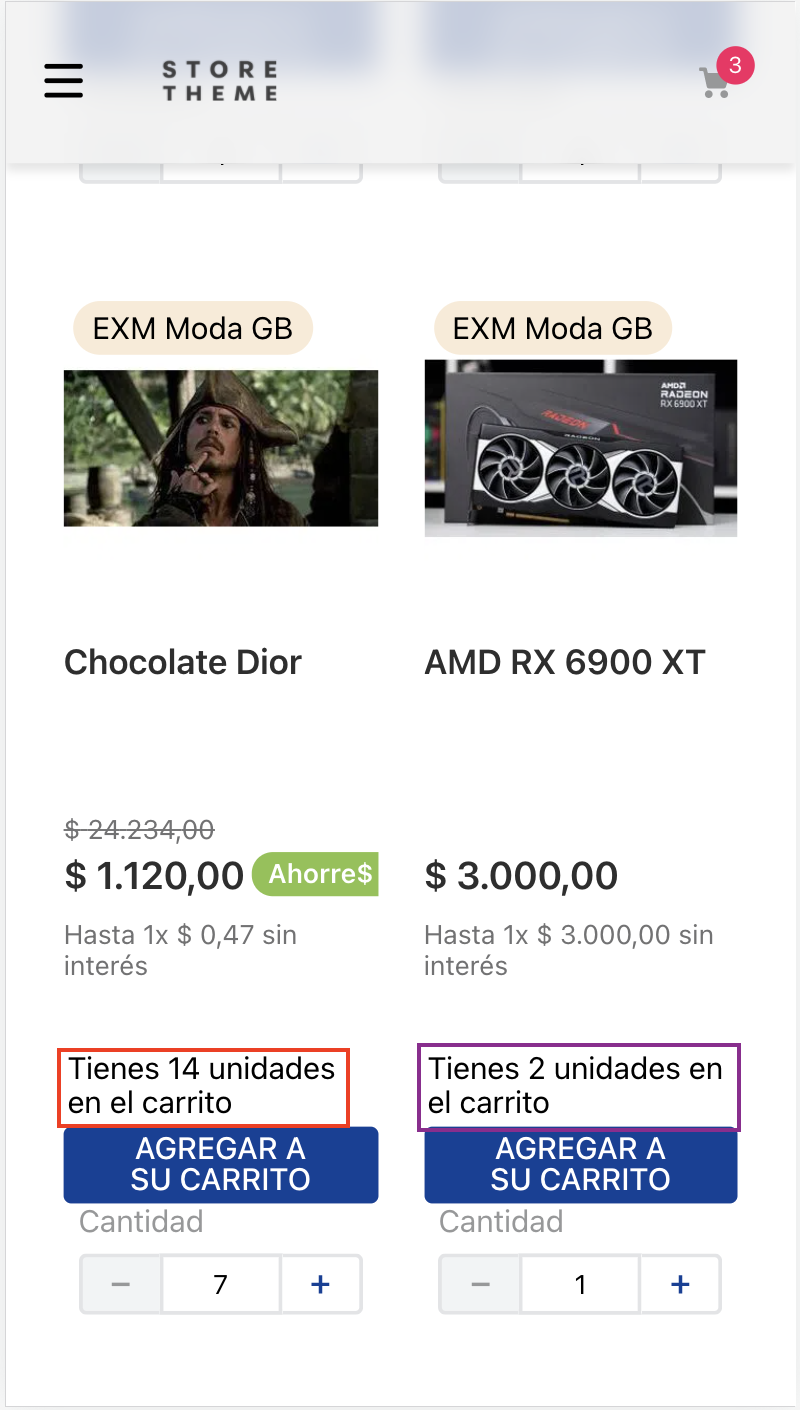 STORE
THEME
3
EXM Moda GB
EXM Moda GB
AMD
RADEON
RX 6900 XT
RADEON
RADEON
Chocolate Dior
AMD RX 6900 XT
$ 24.234,00
$ 1.120,00
Ahorre$
$ 3.000,00
Hasta 1x $ 0,47 sin
interés
Hasta 1x $ 3.000,00 sin
interés
Tienes 14 unidades
en el carrito
Tienes 2 unidades en
el carrito
AGREGAR A
SU CARRITO
AGREGAR A
SU CARRITO
Cantidad
Cantidad
− 7 +
− 1 +